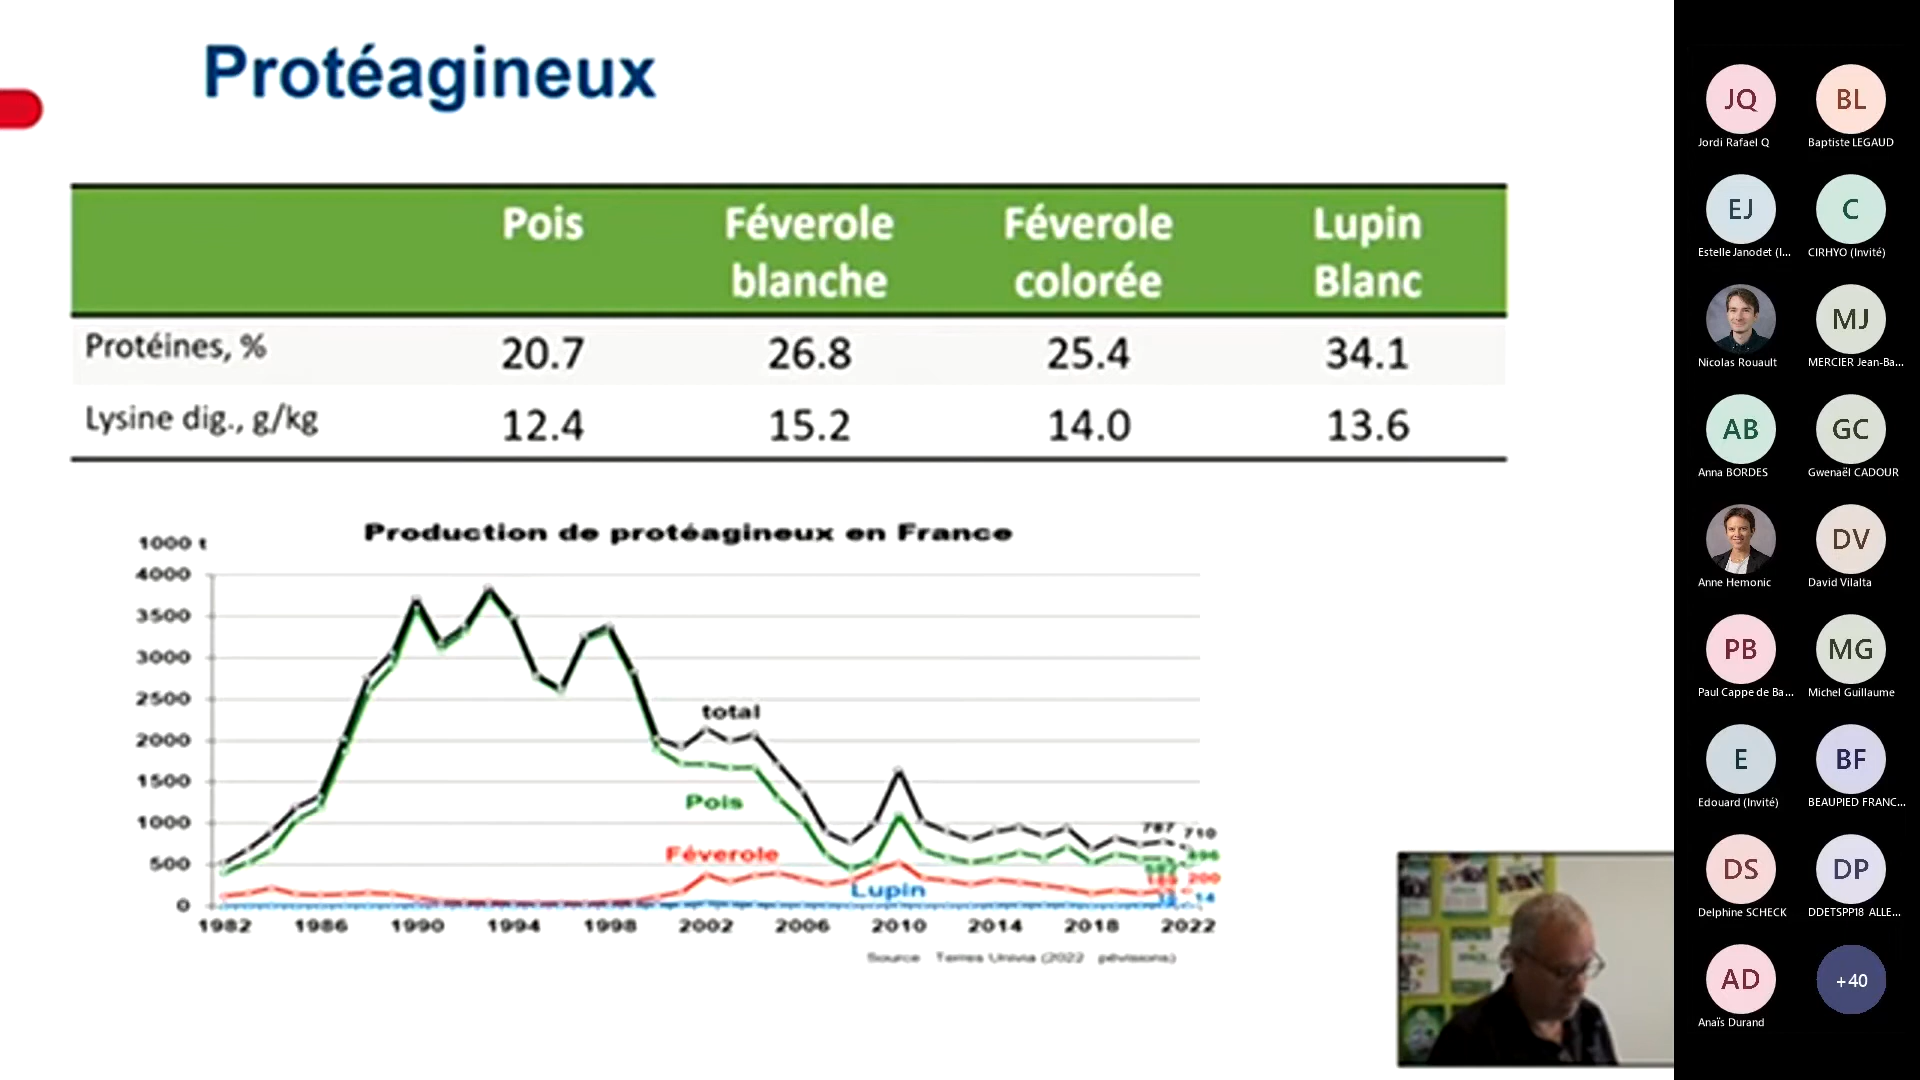 Protéagineux
Pois
Féverole blanche
Féverole colorée
Lupin Blanc
Protéines, % 20.7 26.8 25.4 34.1
Lysine dig., g/kg 12.4 15.2 14.0 13.6
Production de protéagineux en France
1000 t
4000
3500
3000
2500
2000
1500
1000
500
0
total
Pois
Féverole
Lupin
787 710
200
14
1982 1986 1990 1994 1998 2002 2006 2010 2014 2018 2022
Source Terres Univia (2022
JQ BL
Jordi Rafael Q Baptiste LEGAUD
EJ C
Estelle Janodet (I... CIRHYO (Invité)
MJ
Nicolas Rouault MERCIER Jean-Ba...
AB GC
Anna BORDES Gwenaël CADOUR
DV
Anne Hemonic David Vilalta
PB MG
Paul Cappe de Ba... Michel Guillaume
E BF
Edouard (Invité) BEAUPIED FRANC...
DS DP
Delphine SCHECK DDETSPP18 ALLE...
AD +40
Anaïs Durand